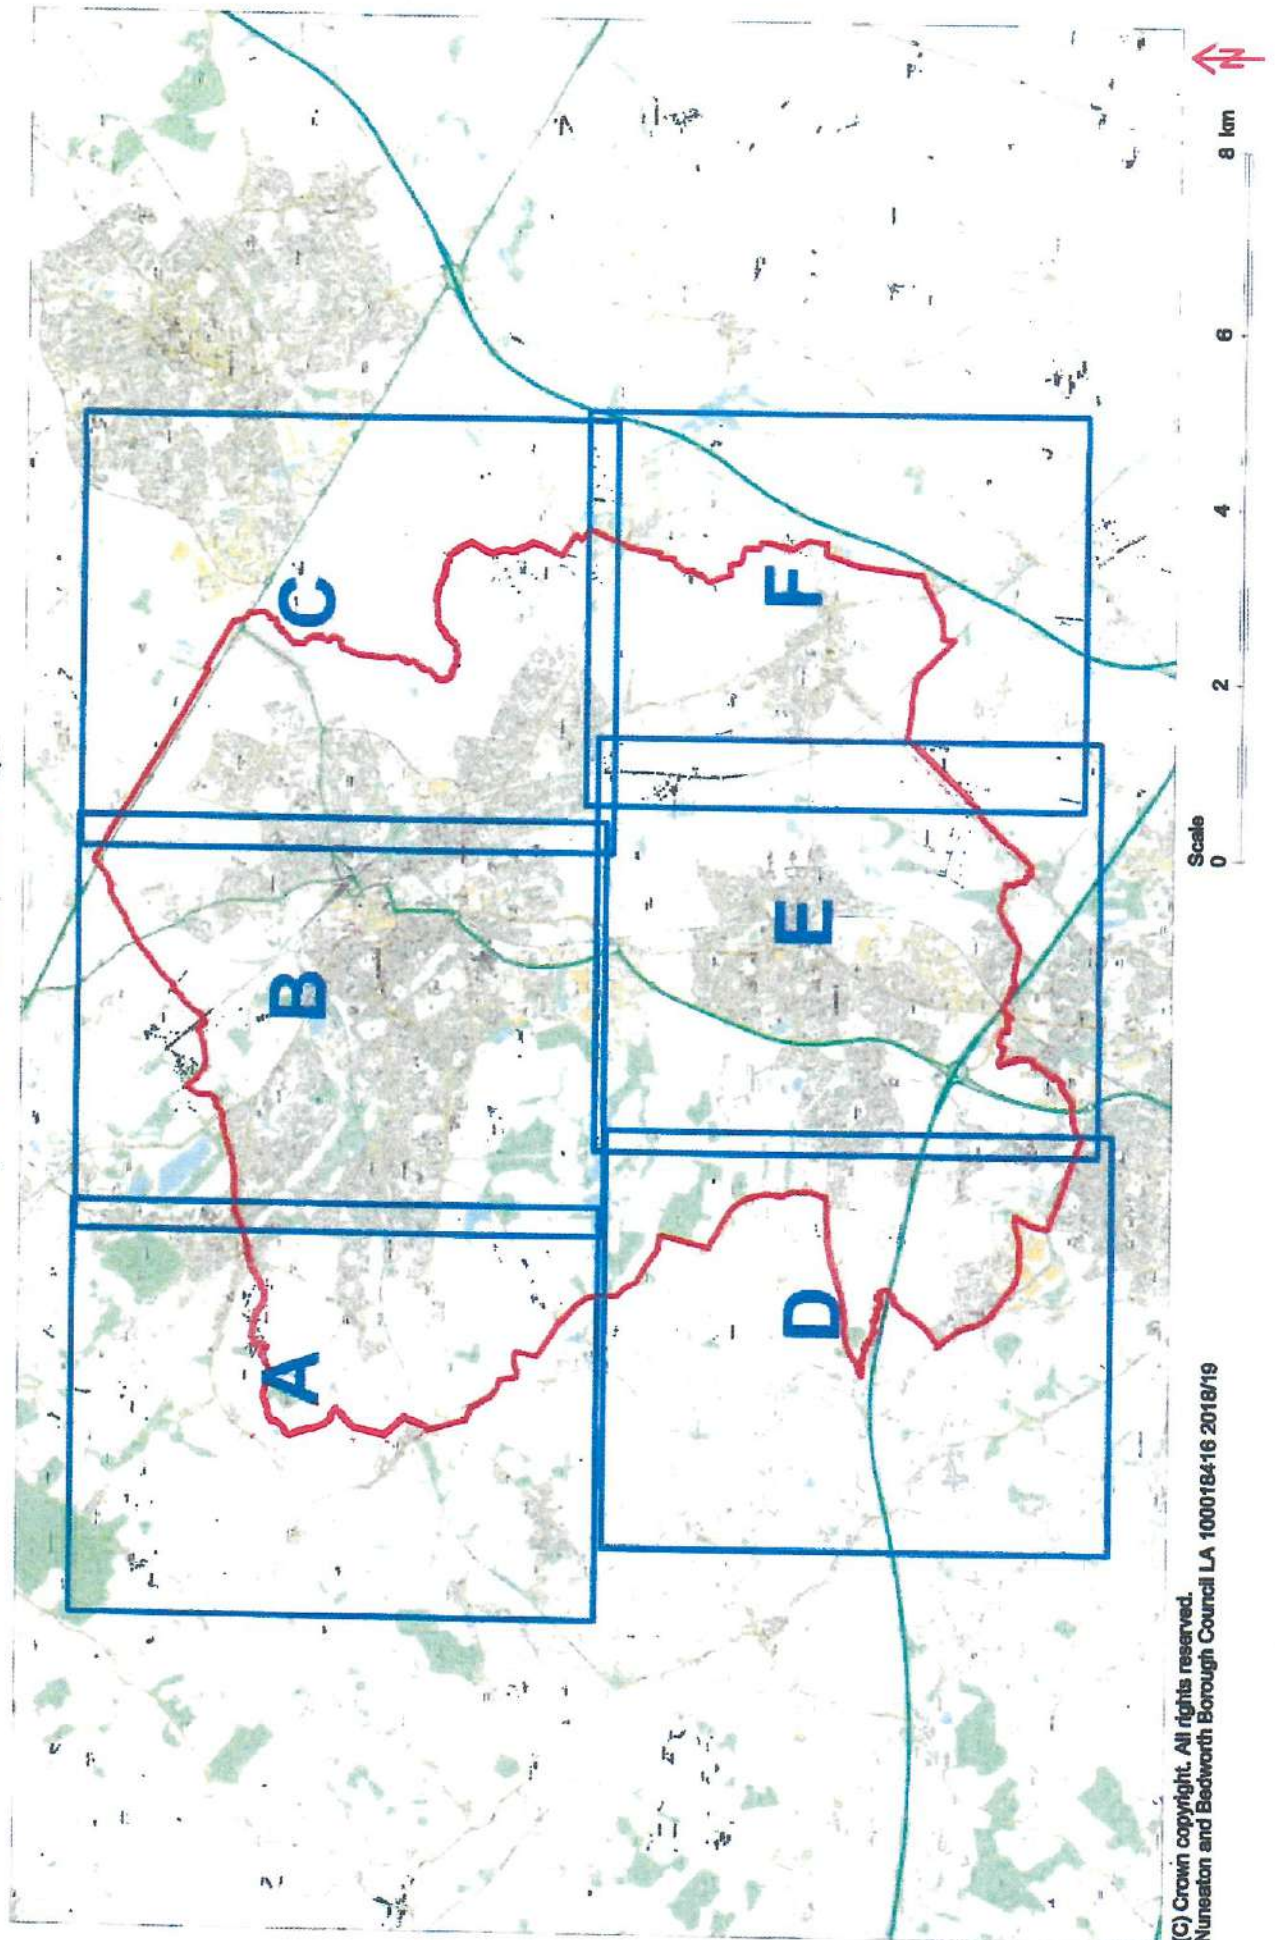 A
B
C
D
E
F
Scale
0
2
4
6
8 km
N
(C) Crown copyright. All rights reserved.
Nuneaton and Bedworth Borough Council LA 100018416 2018/19